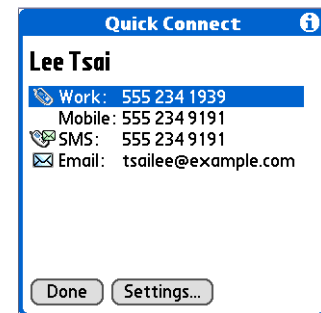 Quick Connect
Lee Tsai
Work: 555 234 1939
Mobile: 555 234 9191
SMS: 555 234 9191
Email: tsailee@example.com
Done Settings...